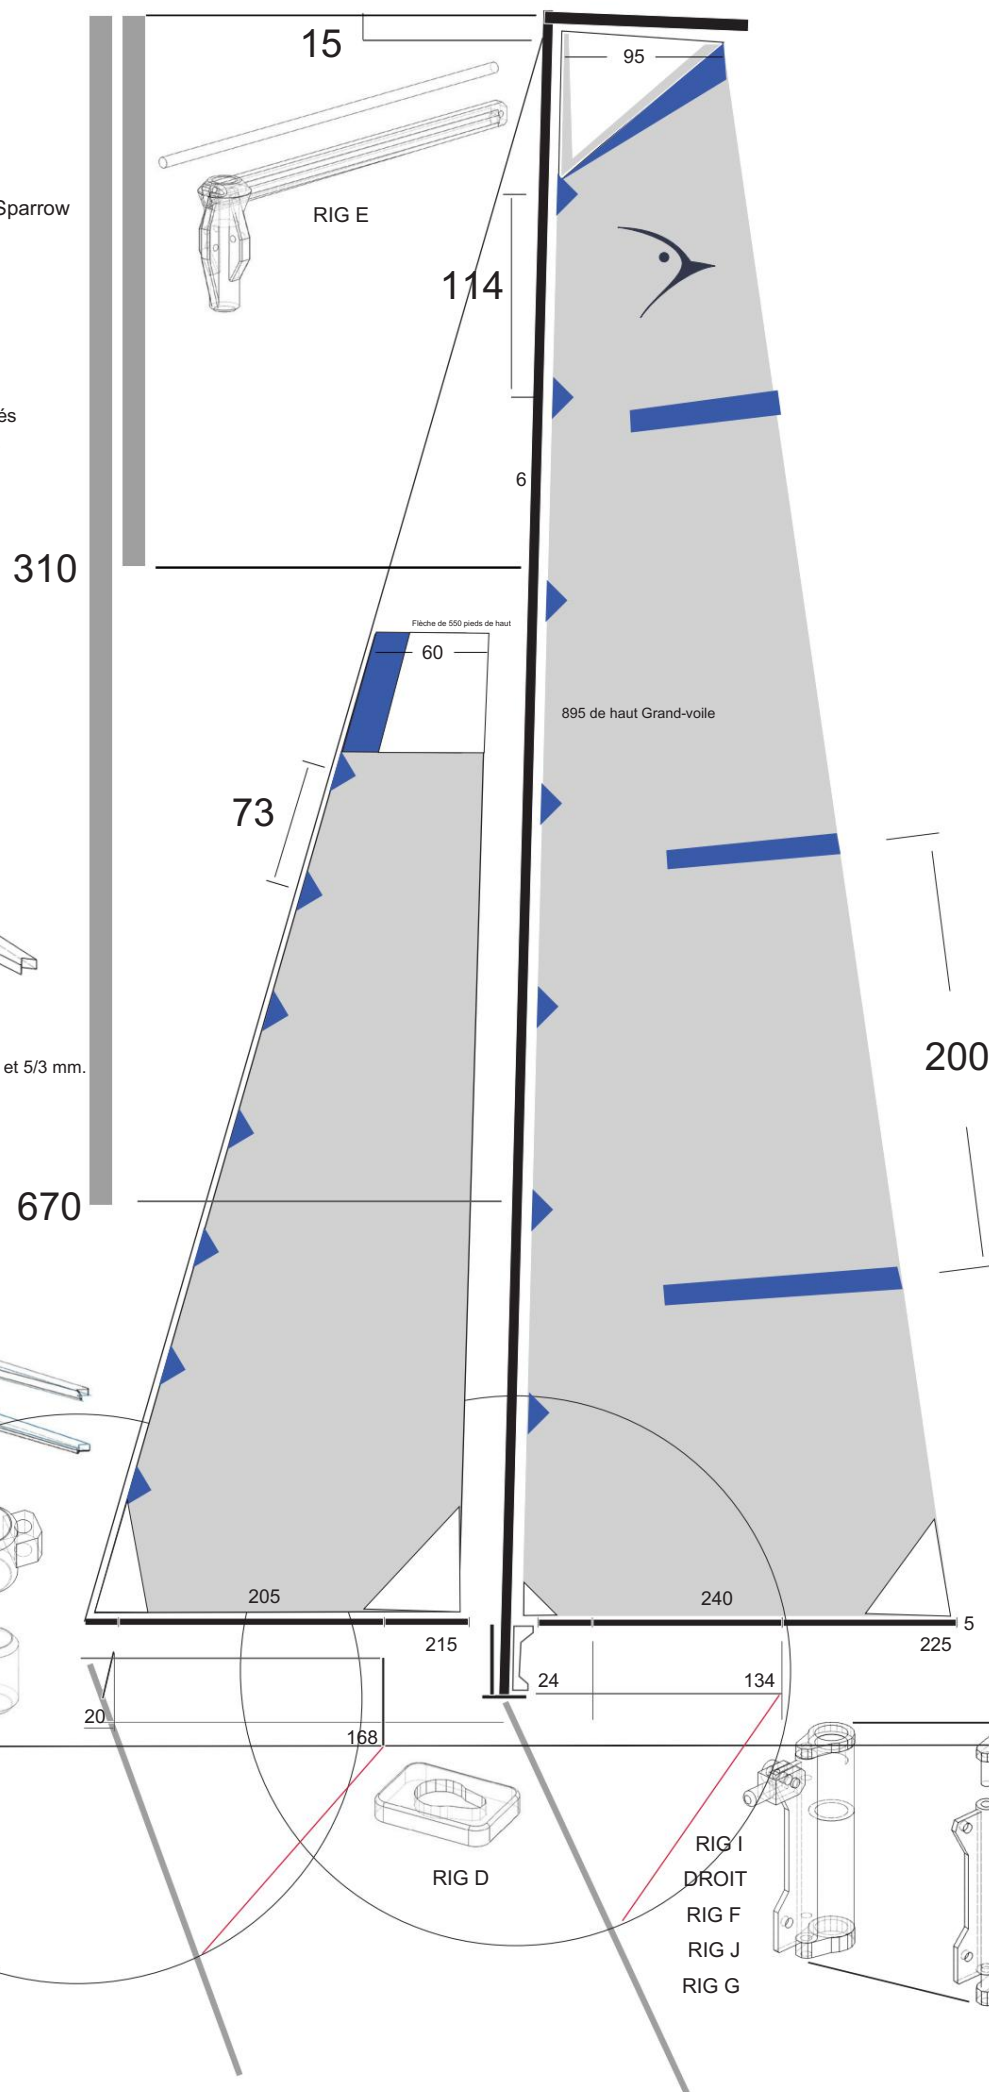 15
95
Sparrow
RIG E
114
és
6
310
Flèche de 550 pieds de haut
60
895 de haut Grand-voile
73
200
et 5/3 mm.
670
205
240
5
215
225
24
134
20
168
RIG D
RIG I
DROIT
RIG F
RIG J
RIG G